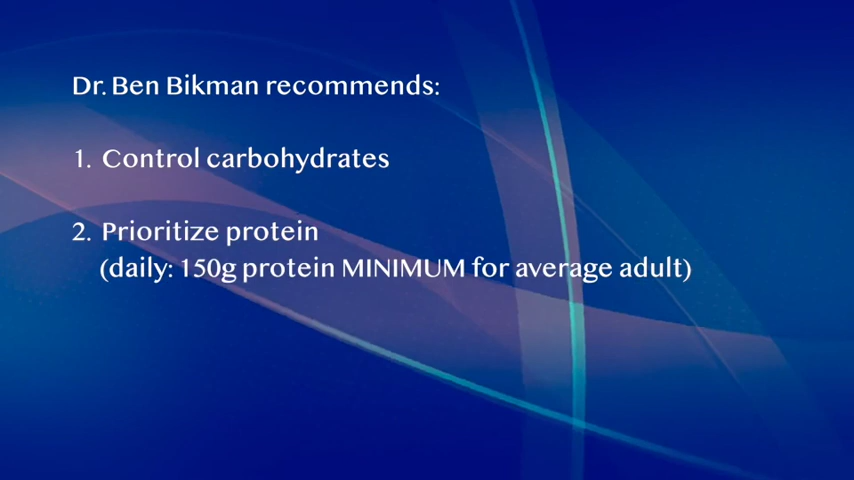 Dr. Ben Bikman recommends:
1. Control carbohydrates
2. Prioritize protein
(daily: 150g protein MINIMUM for average adult)